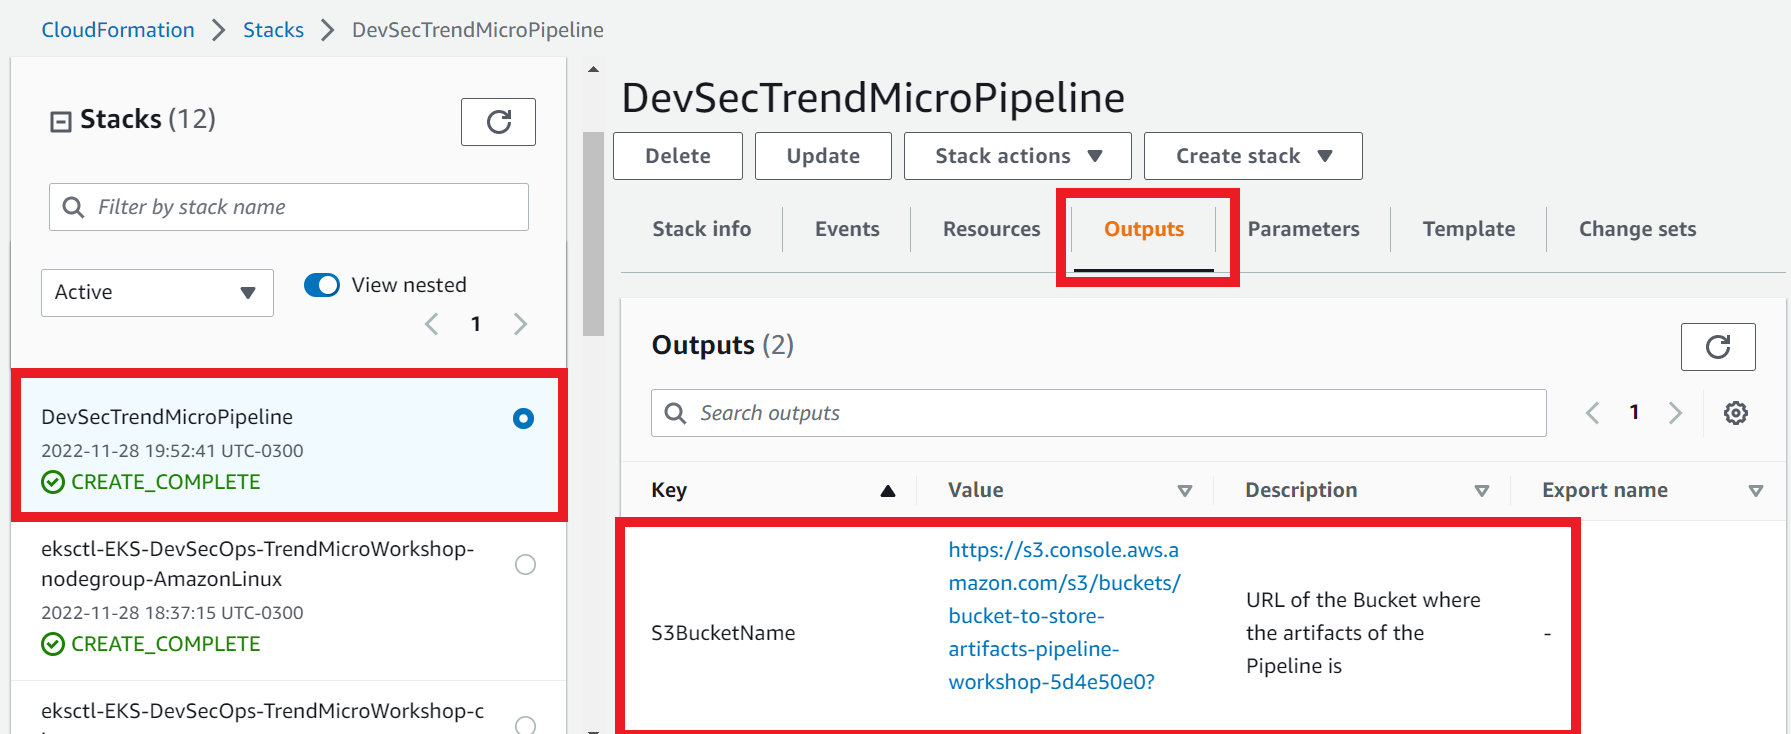 CloudFormation > Stacks > DevSecTrendMicroPipeline
Stacks (12)
Filter by stack name
Active
View nested
1
DevSecTrendMicroPipeline
2022-11-28 19:52:41 UTC-0300
CREATE_COMPLETE
eksctl-EKS-DevSecOps-TrendMicroWorkshop-
nodegroup-AmazonLinux
2022-11-28 18:37:15 UTC-0300
CREATE_COMPLETE
eksctl-EKS-DevSecOps-TrendMicroWorkshop-c
DevSecTrendMicroPipeline
Delete Update Stack actions Create stack
Stack info Events Resources Outputs Parameters Template Change sets
Outputs (2)
Search outputs
1
Key Value Description Export name
S3BucketName
https://s3.console.aws.a
mazon.com/s3/buckets/
bucket-to-store-
artifacts-pipeline-
workshop-5d4e50e0?
URL of the Bucket where
the artifacts of the
Pipeline is
-